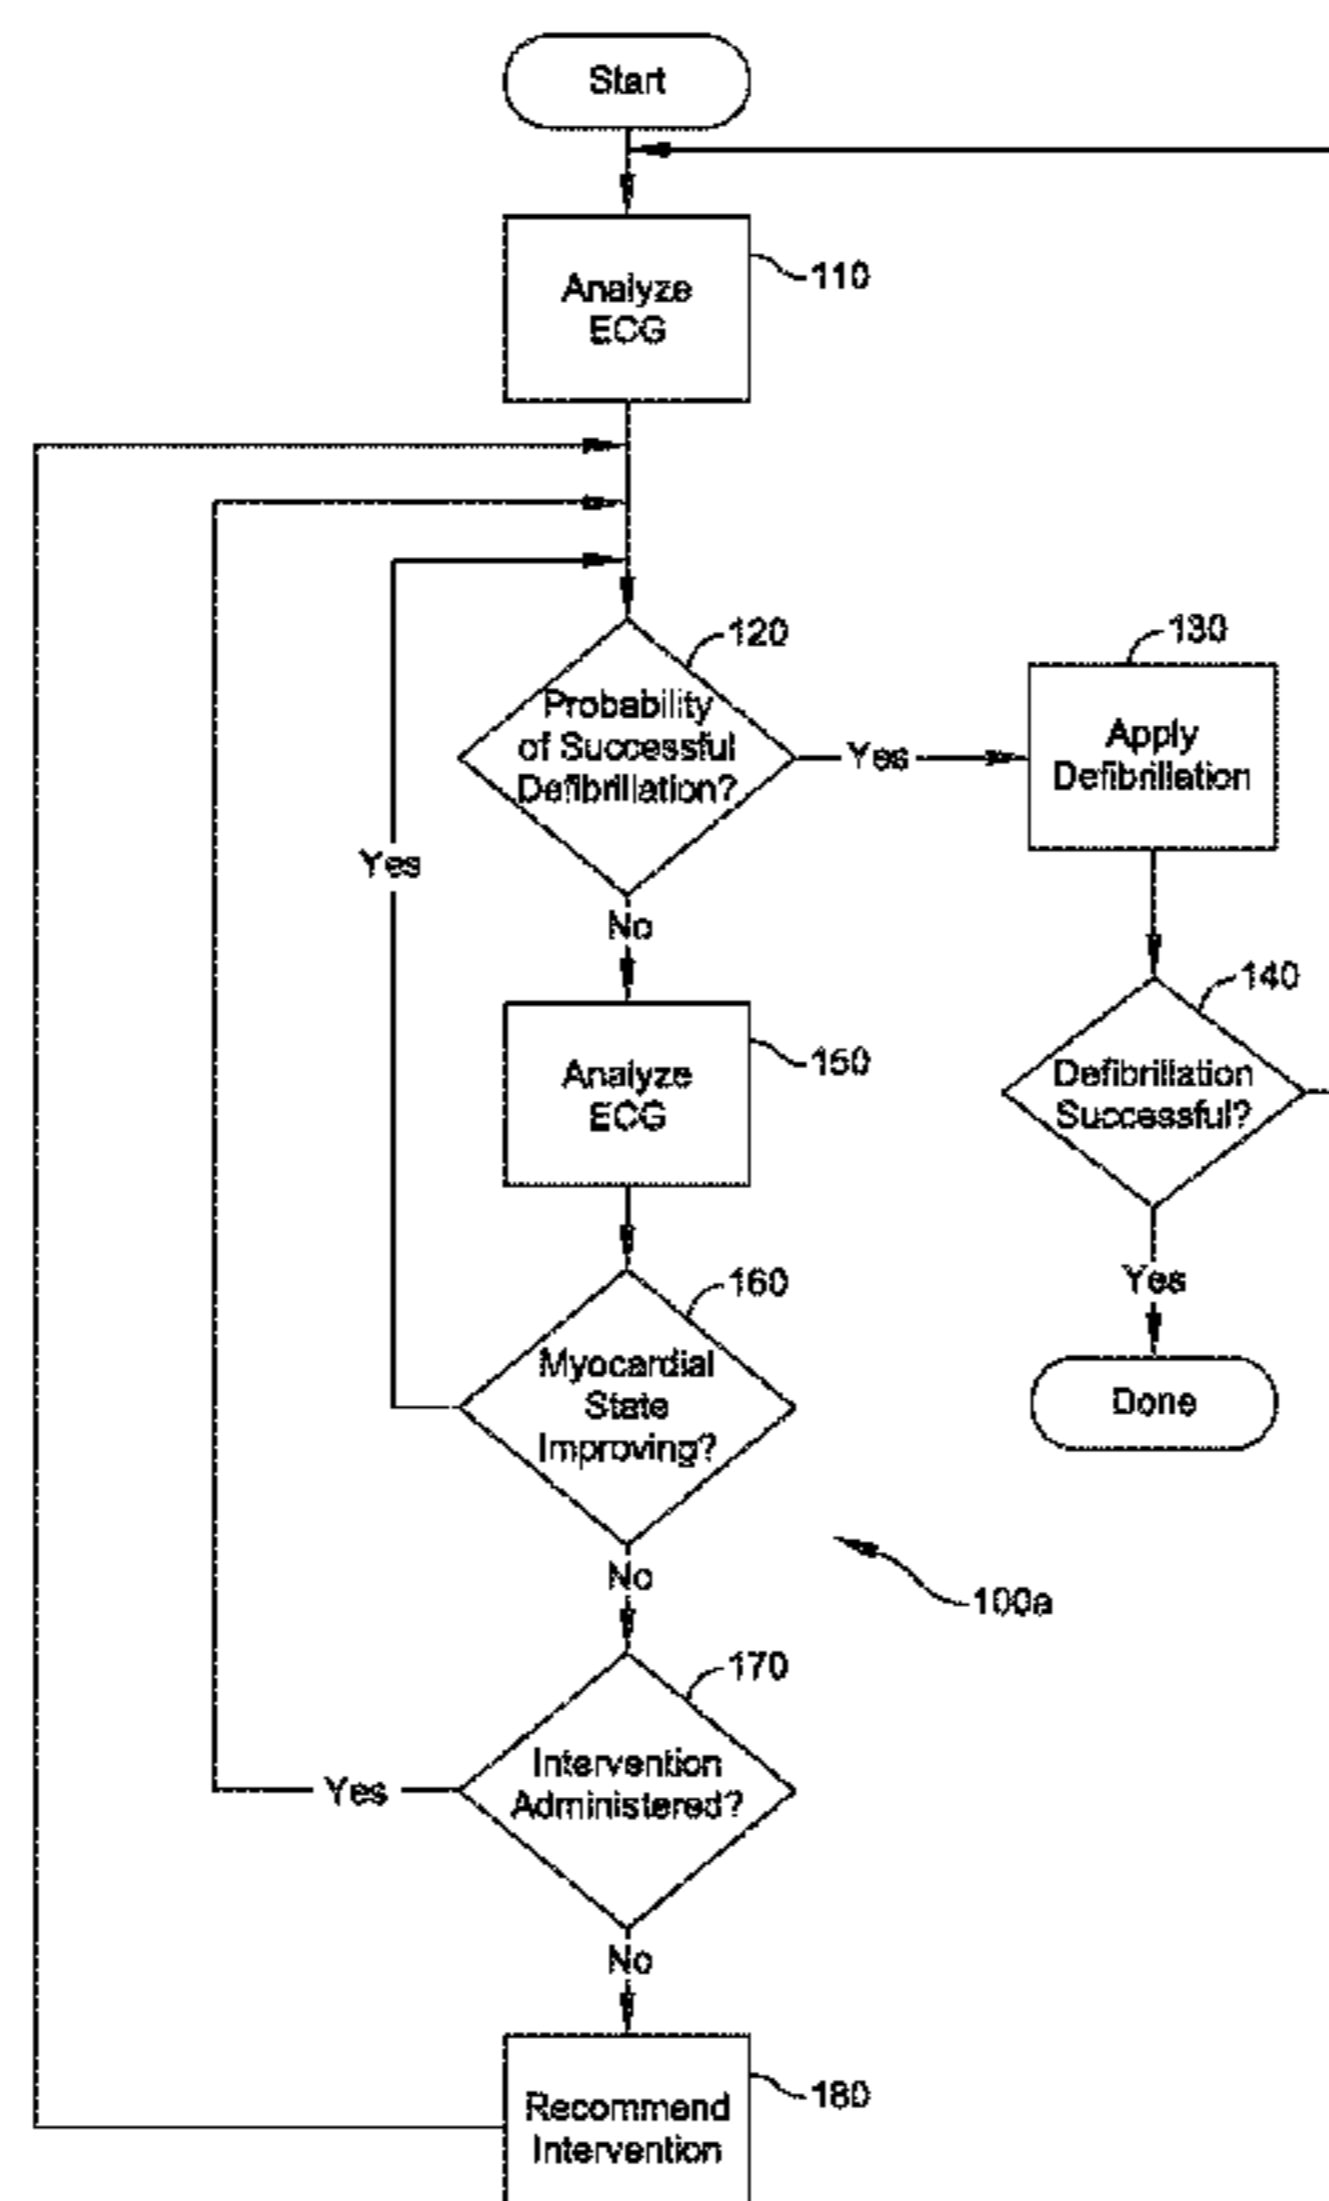 Start
110
Analyze
ECG
120
Probability
of Successful
Defibrillation?
Yes
130
Apply
Defibrillation
Yes
No
140
Defibrillation
Successful?
150
Analyze
ECG
Yes
160
Myocardial
State
Improving?
Done
No
100a
170
Intervention
Administered?
Yes
No
180
Recommend
Intervention